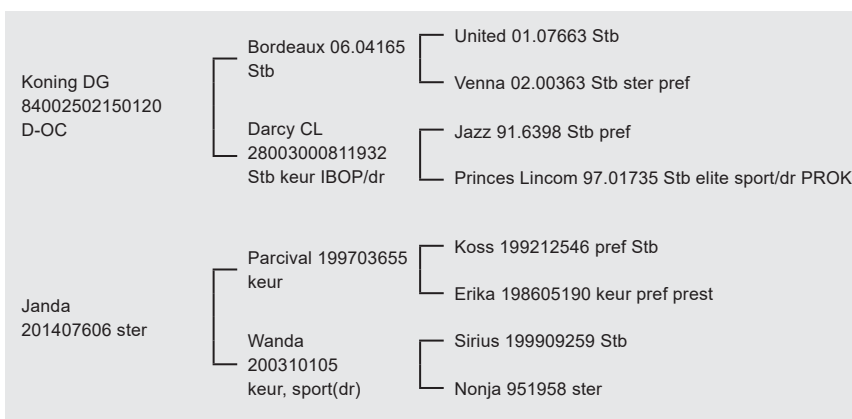 Koning DG
84002502150120
D-OC
Bordeaux 06.04165
Stb
United 01.07663 Stb
Venna 02.00363 Stb ster pref
Darcy CL
28003000811932
Stb keur IBOP/dr
Jazz 91.6398 Stb pref
Princes Lincom 97.01735 Stb elite sport/dr PROK
Janda
201407606 ster
Parcival 199703655
keur
Koss 199212546 pref Stb
Erika 198605190 keur pref prest
Wanda
200310105
keur, sport(dr)
Sirius 199909259 Stb
Nonja 951958 ster